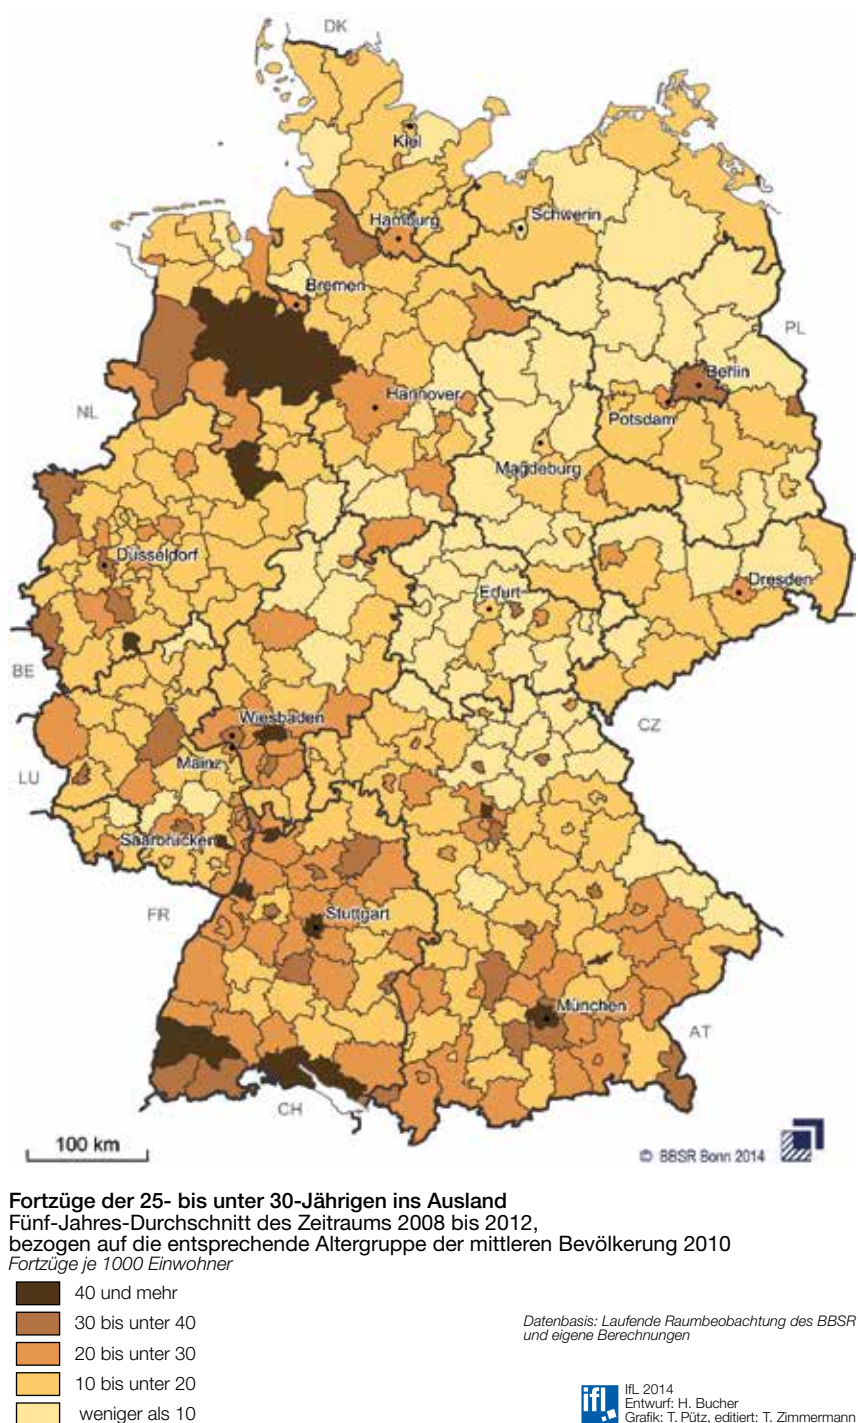 DK
Kiel
Hamburg
Schwerin
Bremen
PL
Berlin
Hannover
NL
Potsdam
Magdeburg
Düsseldorf
Erfurt
Dresden
BE
Wiesbaden
CZ
Mainz
LU
Saarbrücken
FR
Stuttgart
München
AT
CH
100 km
© BBSR Bonn 2014
Fortzüge der 25- bis unter 30-Jährigen ins Ausland
Fünf-Jahres-Durchschnitt des Zeitraums 2008 bis 2012,
bezogen auf die entsprechende Altergruppe der mittleren Bevölkerung 2010
Fortzüge je 1000 Einwohner
40 und mehr
30 bis unter 40
20 bis unter 30
10 bis unter 20
weniger als 10
Datenbasis: Laufende Raumbeobachtung des BBSR
und eigene Berechnungen
ifl
IfL 2014
Entwurf: H. Bucher
Grafik: T. Pütz, editiert: T. Zimmermann